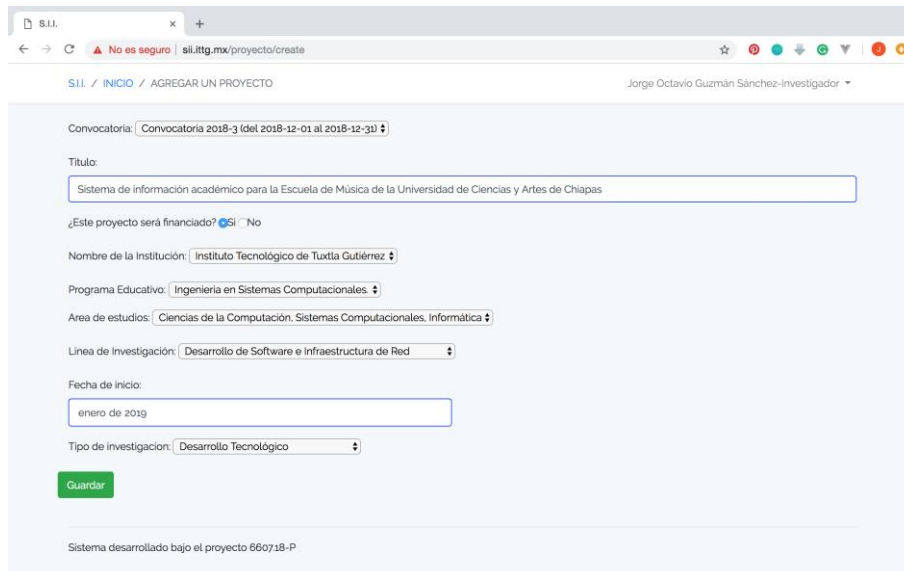 S.I.I.
No es seguro | sii.ittg.mx/proyecto/create
S.I.I. / INICIO / AGREGAR UN PROYECTO
Jorge Octavio Guzmán Sánchez-Investigador
Convocatoria: Convocatoria 2018-3 (del 2018-12-01 al 2018-12-31)
Titulo:
Sistema de información académico para la Escuela de Música de la Universidad de Ciencias y Artes de Chiapas
¿Este proyecto será financiado? Si No
Nombre de la Institución: Instituto Tecnológico de Tuxtla Gutiérrez
Programa Educativo: Ingenieria en Sistemas Computacionales.
Area de estudios: Ciencias de la Computación, Sistemas Computacionales, Informática
Linea de Investigación: Desarrollo de Software e Infraestructura de Red
Fecha de inicio:
enero de 2019
Tipo de investigacion: Desarrollo Tecnológico
Guardar
Sistema desarrollado bajo el proyecto 6607.18-P